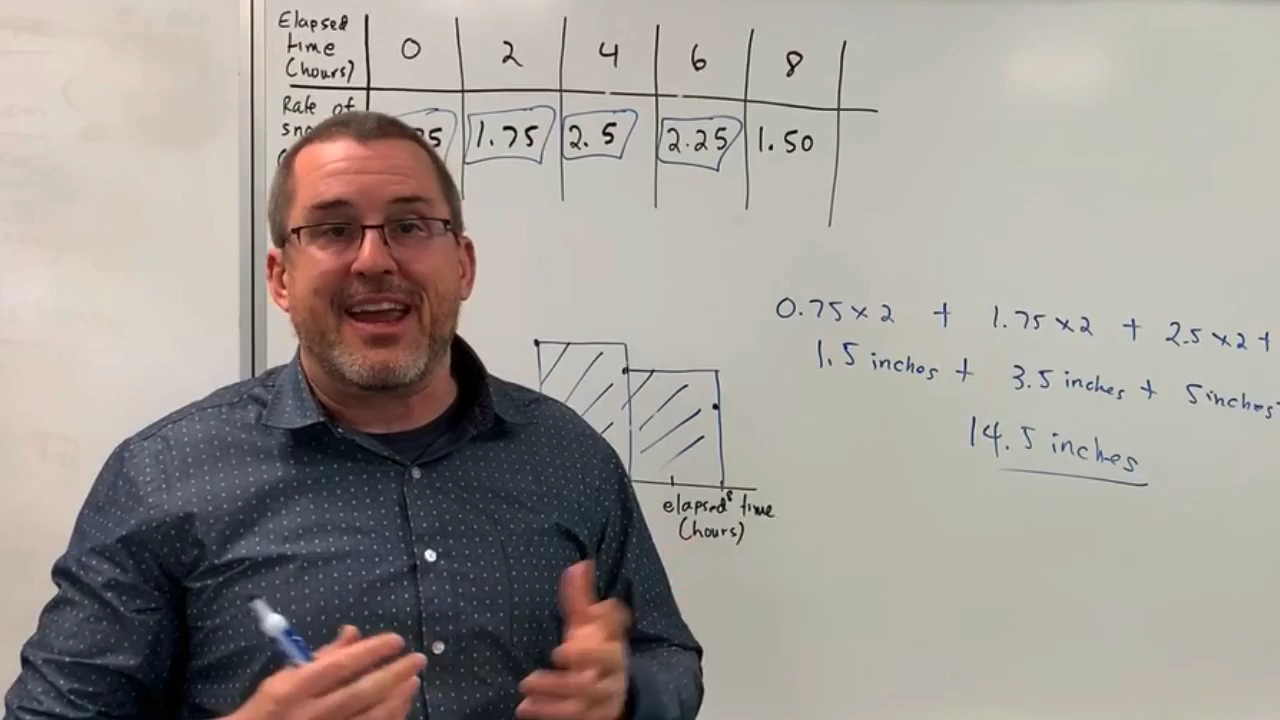 Elapsed
time
(hours)
0 2 4 6 8
Rate of
5 1.75 2.5 2.25 1.50
0.75×2 + 1.75×2 + 2.5×2+
1.5 inches + 3.5 inches + 5 inches
14.5 inches
8
elapsed time
(hours)